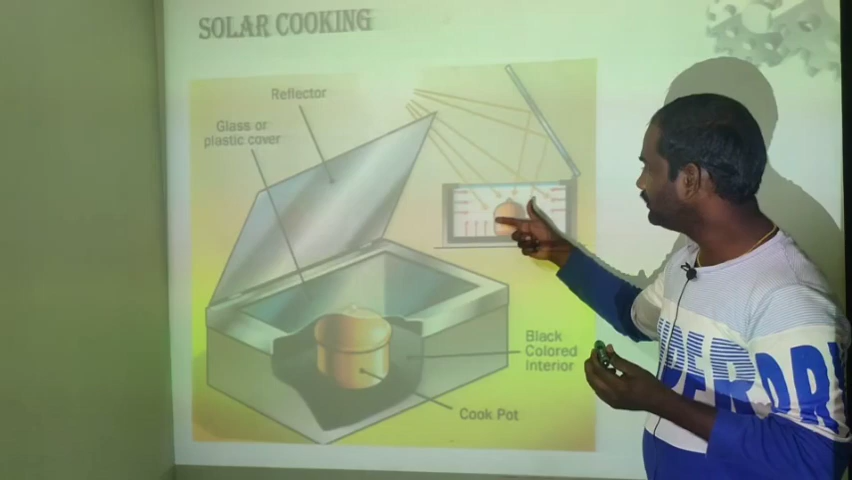 SOLAR COOKING
Reflector
Glass or
plastic cover
Black
Colored
Interior
Cook Pot